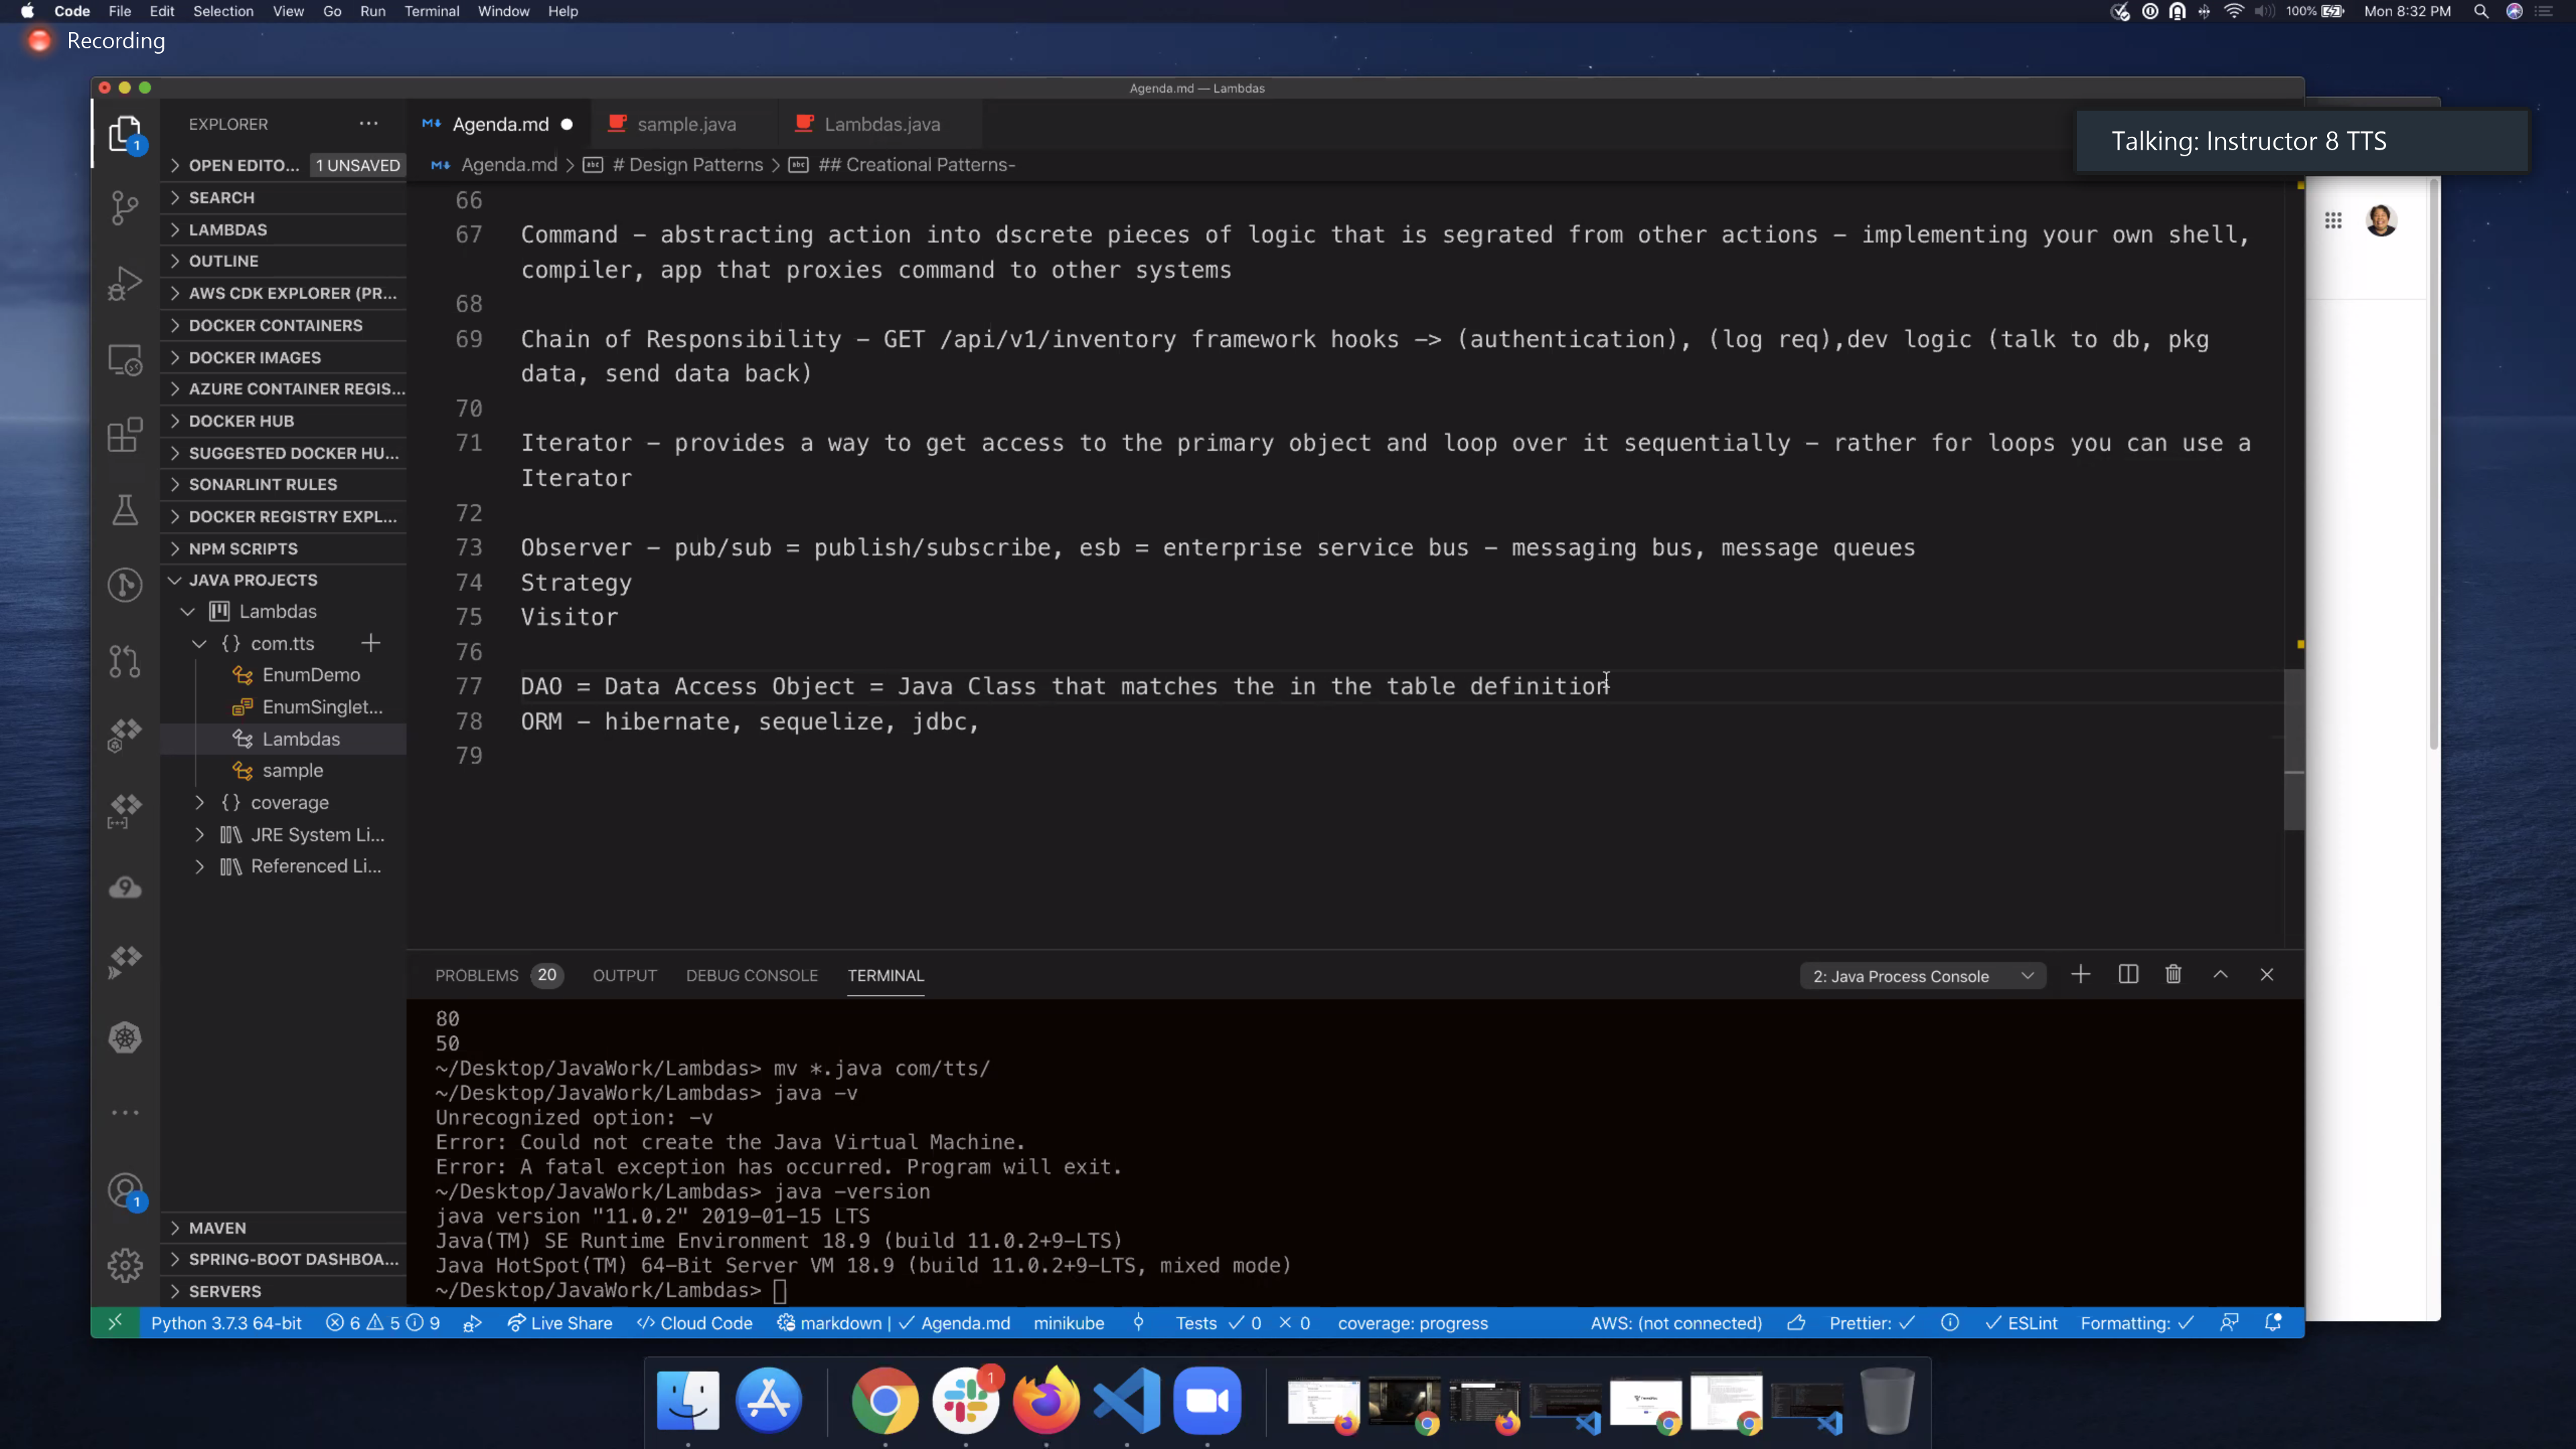 Code File Edit Selection View Go Run Terminal Window Help 100% Mon 8:32 PM
Recording
Agenda.md — Lambdas
Talking: Instructor 8 TTS
EXPLORER
Agenda.md
sample.java
Lambdas.java
Agenda.md > # Design Patterns > ## Creational Patterns-
1
OPEN EDITO... 1 UNSAVED
SEARCH
LAMBDAS
OUTLINE
AWS CDK EXPLORER (PR...
DOCKER CONTAINERS
DOCKER IMAGES
AZURE CONTAINER REGIS...
DOCKER HUB
SUGGESTED DOCKER HU...
SONARLINT RULES
DOCKER REGISTRY EXPL...
NPM SCRIPTS
JAVA PROJECTS
Lambdas
com.tts
EnumDemo
EnumSinglet...
Lambdas
sample
coverage
JRE System Li...
Referenced Li...
1
MAVEN
SPRING-BOOT DASHBOA...
SERVERS
66
67 Command – abstracting action into dscrete pieces of logic that is segrated from other actions – implementing your own shell,
compiler, app that proxies command to other systems
68
69 Chain of Responsibility – GET /api/v1/inventory framework hooks –> (authentication), (log req),dev logic (talk to db, pkg
data, send data back)
70
71 Iterator – provides a way to get access to the primary object and loop over it sequentially – rather for loops you can use a
Iterator
72
73 Observer – pub/sub = publish/subscribe, esb = enterprise service bus – messaging bus, message queues
74 Strategy
75 Visitor
76
77 DAO = Data Access Object = Java Class that matches the in the table definition
78 ORM – hibernate, sequelize, jdbc,
79
PROBLEMS 20 OUTPUT DEBUG CONSOLE TERMINAL 2: Java Process Console
80
50
~/Desktop/JavaWork/Lambdas> mv *.java com/tts/
~/Desktop/JavaWork/Lambdas> java -v
Unrecognized option: -v
Error: Could not create the Java Virtual Machine.
Error: A fatal exception has occurred. Program will exit.
~/Desktop/JavaWork/Lambdas> java -version
java version "11.0.2" 2019-01-15 LTS
Java(TM) SE Runtime Environment 18.9 (build 11.0.2+9-LTS)
Java HotSpot(TM) 64-Bit Server VM 18.9 (build 11.0.2+9-LTS, mixed mode)
~/Desktop/JavaWork/Lambdas>
Python 3.7.3 64-bit 6 5 9 Live Share </> Cloud Code markdown | ✓ Agenda.md minikube Tests ✓ 0 × 0 coverage: progress AWS: (not connected) Prettier: ✓ ✓ ESLint Formatting: ✓
1